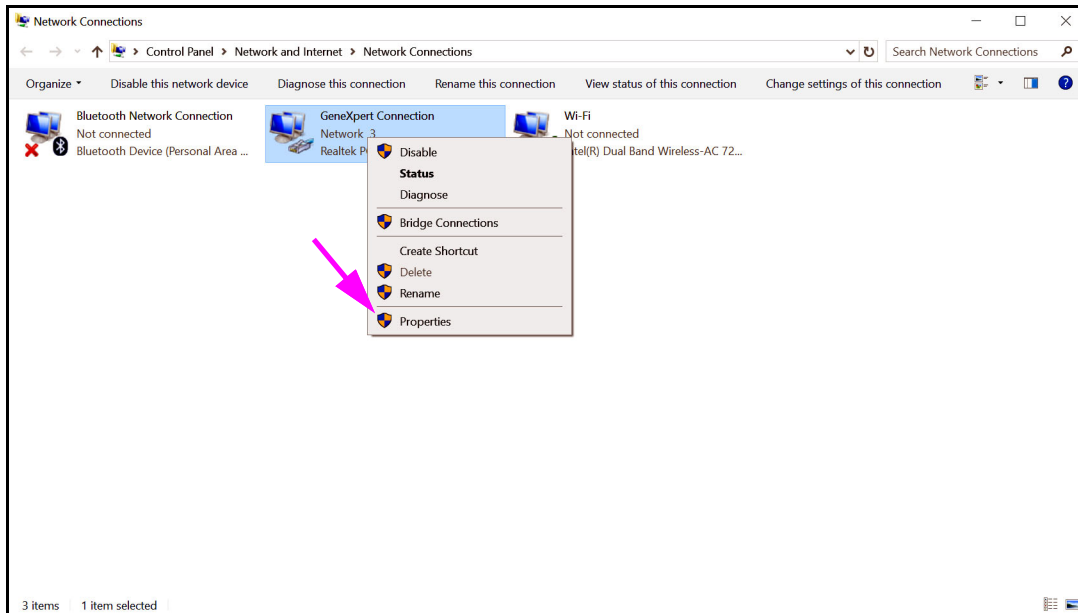 Network Connections
Control Panel > Network and Internet > Network Connections
Search Network Connections
Organize
Disable this network device
Diagnose this connection
Rename this connection
View status of this connection
Change settings of this connection
Bluetooth Network Connection
Not connected
Bluetooth Device (Personal Area ...
GeneXpert Connection
Network 3
Realtek
Wi-Fi
Not connected
Dual Band Wireless-AC 72...
Disable
Status
Diagnose
Bridge Connections
Create Shortcut
Delete
Rename
Properties
3 items
1 item selected